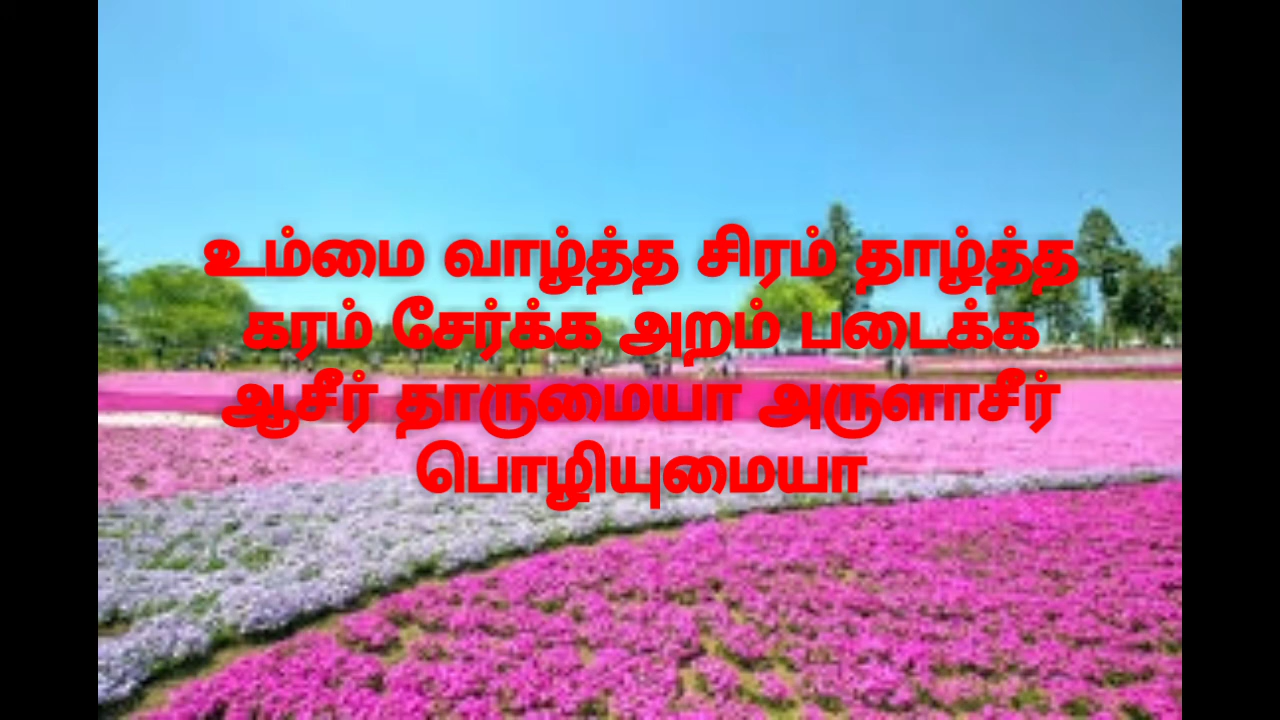 உம்மை வாழ்த்த சிரம் தாழ்த்த
கரம் சேர்க்க அறம் படைக்க
ஆசீர் தாருமையா அருளாசீர்
பொழியுமையா